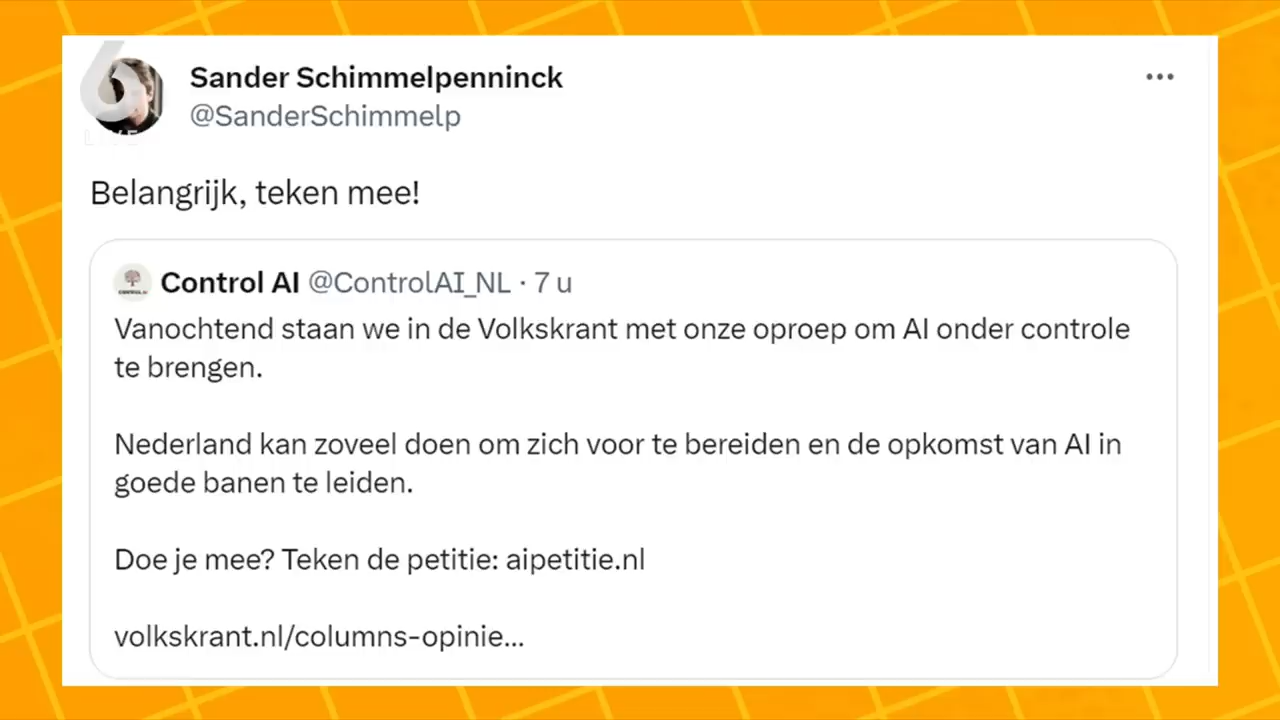 6
LIVE
Sander Schimmelpenninck
@SanderSchimmelp
Belangrijk, teken mee!
Control AI @ControlAI_NL · 7 u
Vanochtend staan we in de Volkskrant met onze oproep om AI onder controle
te brengen.
Nederland kan zoveel doen om zich voor te bereiden en de opkomst van AI in
goede banen te leiden.
Doe je mee? Teken de petitie: aipetitie.nl
volkskrant.nl/columns-opinie...